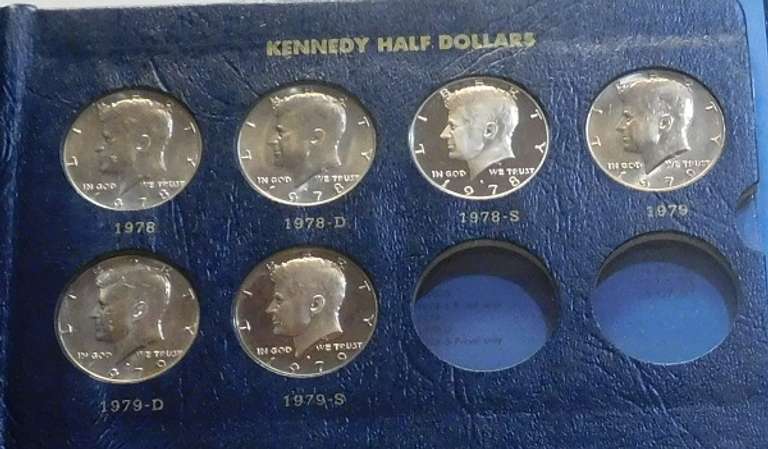 KENNEDY HALF DOLLARS
LIBERTY
IN GOD WE TRUST
1978
LIBERTY
IN GOD WE TRUST
1978
LIBERTY
IN GOD WE TRUST
1978
LIBERTY
IN GOD WE TRUST
1979
1978
1978-D
1978-S
1979
LIBERTY
IN GOD WE TRUST
1979
LIBERTY
IN GOD WE TRUST
1979
1979-D
1979-S